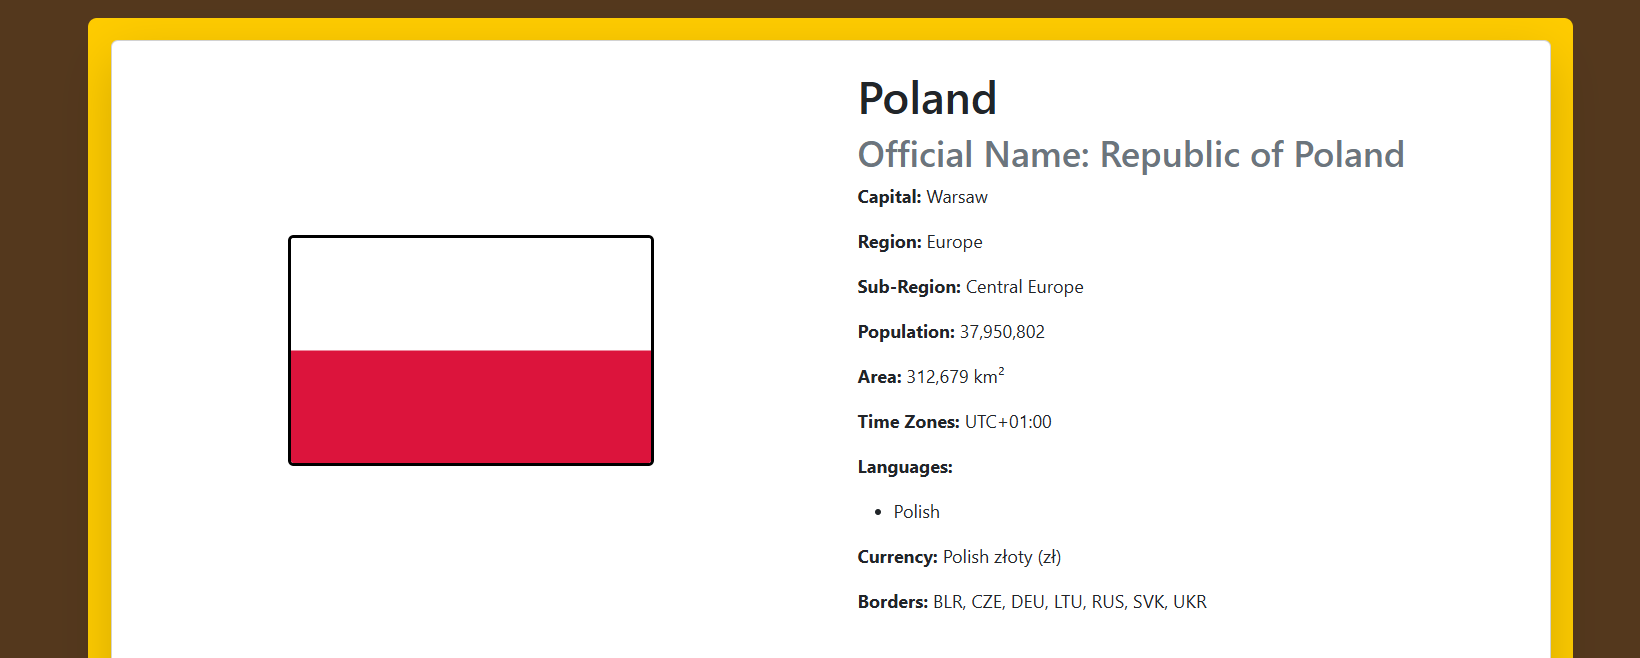 Poland
Official Name: Republic of Poland
Capital: Warsaw
Region: Europe
Sub-Region: Central Europe
Population: 37,950,802
Area: 312,679 km²
Time Zones: UTC+01:00
Languages:
• Polish
Currency: Polish złoty (zł)
Borders: BLR, CZE, DEU, LTU, RUS, SVK, UKR